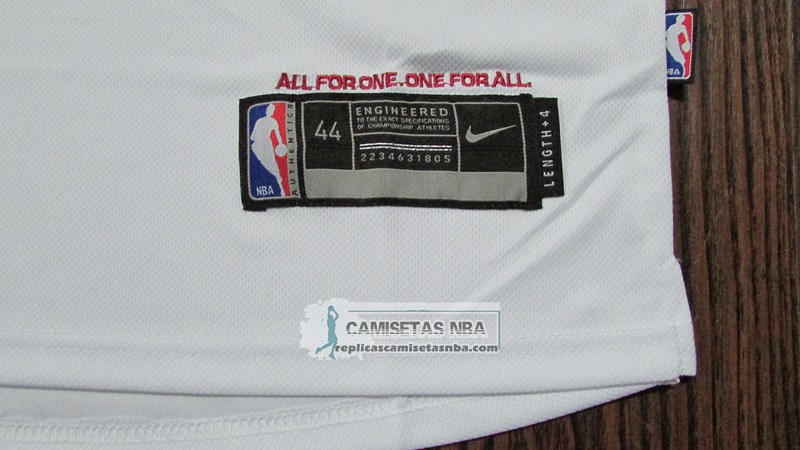 ALL FOR ONE. ONE FOR ALL.
NBA
AUTHENTICS
44
ENGINEERED
TO THE EXACT SPECIFICATIONS
OF CHAMPIONSHIP ATHLETES
2234631805
LENGTH+4
NBA
CAMISETAS NBA
replicascamisetasnba.com